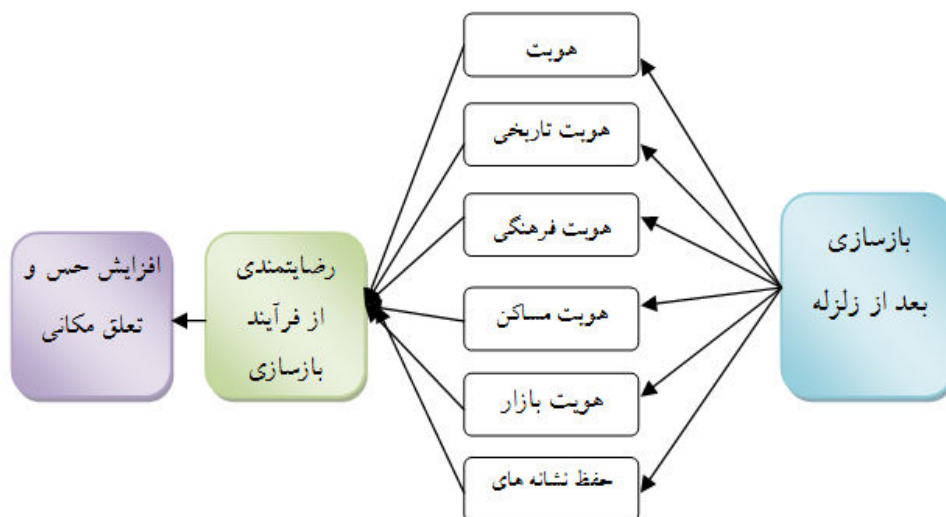 بازسازی
بعد از زلزله
هویت
هویت تاریخی
هویت فرهنگی
هویت مساکن
هویت بازار
حفظ نشانه های
رضایتمندی
از فرآیند
بازسازی
افزایش حس و
تعلق مکانی